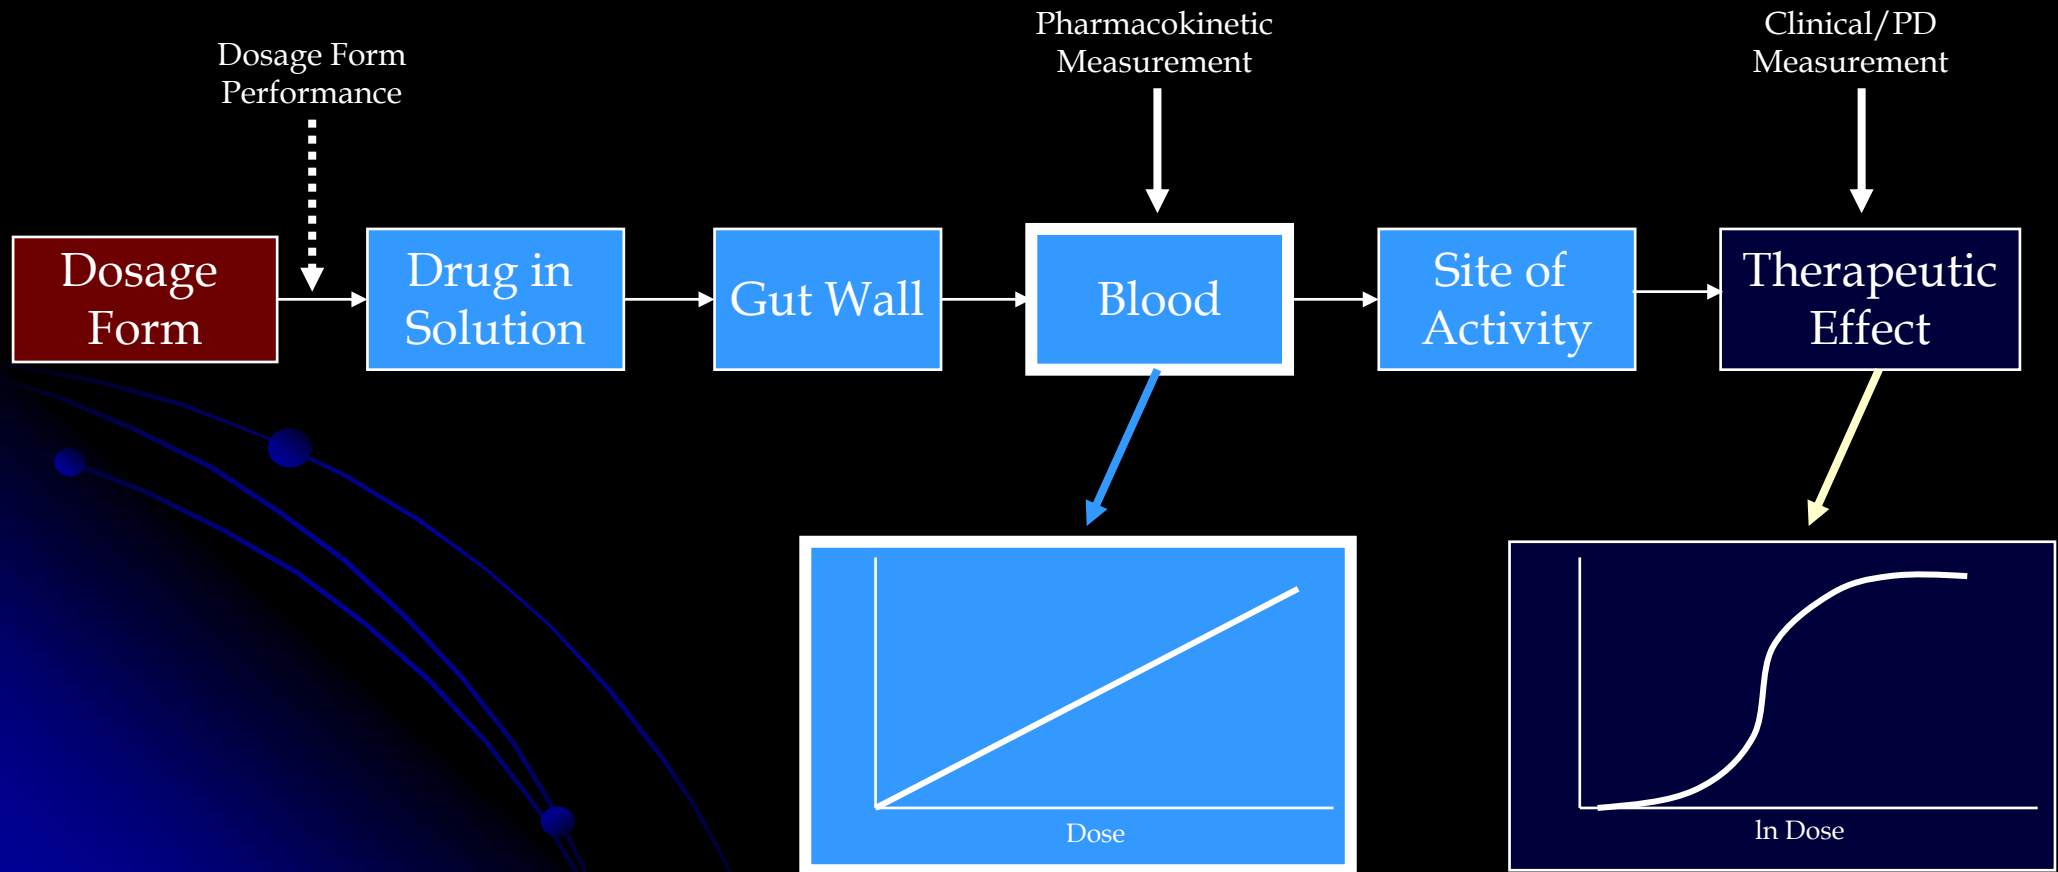 Dosage Form
Performance
Pharmacokinetic
Measurement
Clinical/PD
Measurement
Dosage
Form
Drug in
Solution
Gut Wall
Blood
Site of
Activity
Therapeutic
Effect
Dose
ln Dose